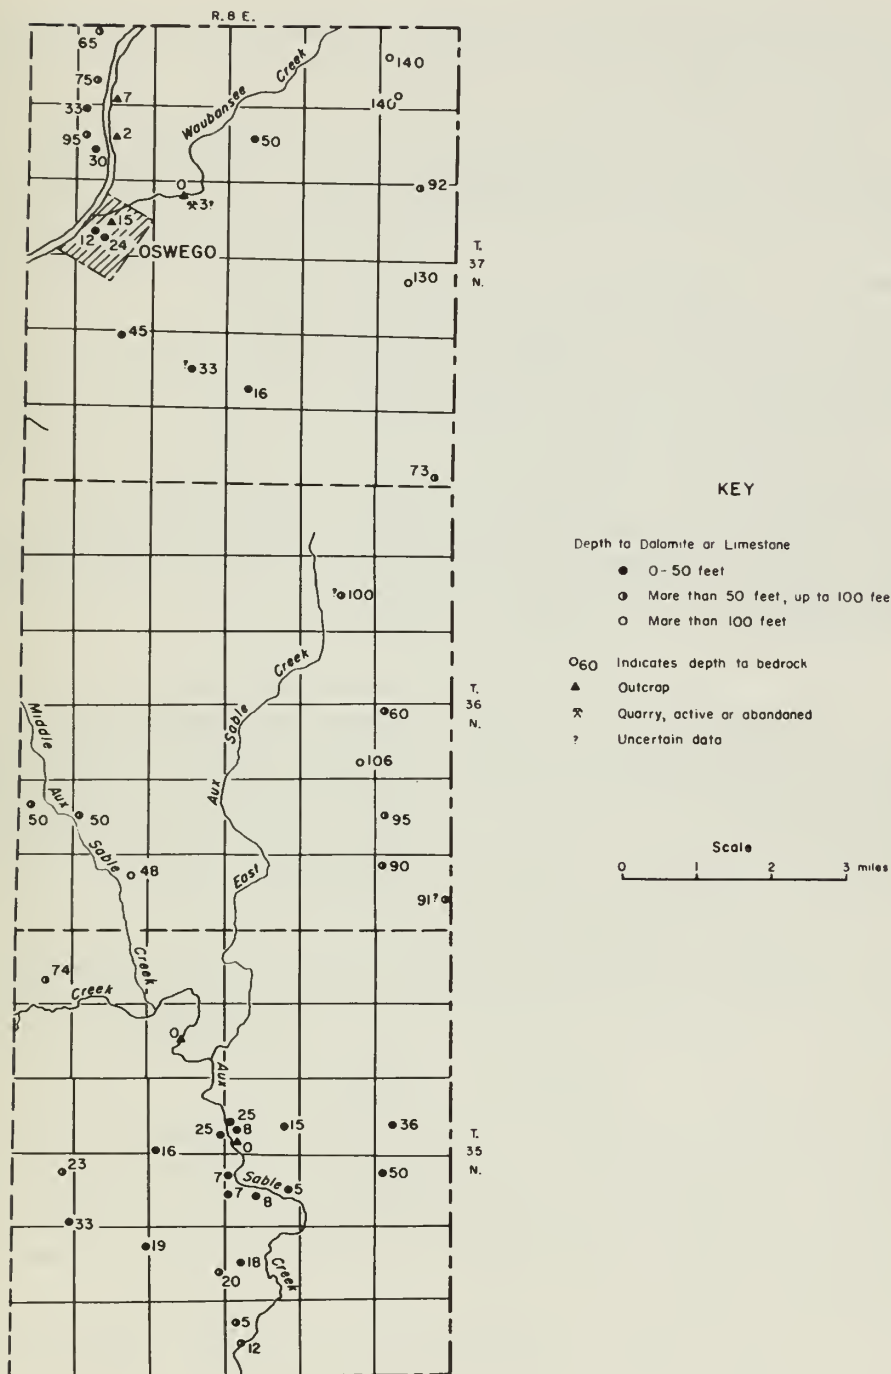 R. 8 E.
65
140
75
7
140
33
Waubansee Creek
95
2
50
30
0
92
3?
15
12
24
OSWEGO
T.
37
N.
130
45
? 33
16
73
KEY
Depth to Dolomite or Limestone
0-50 feet
More than 50 feet, up to 100 fee
More than 100 feet
60 Indicates depth to bedrock
Outcrop
Quarry, active or abandoned
? Uncertain data
? 100
Middle Aux Sable Creek
East Aux Sable Creek
T.
36
N.
60
106
50
50
95
48
90
91?
Scale
0 1 2 3 miles
74
Creek
0
Aux Sable Creek
25
8
25
0
15
36
16
T.
35
N.
23
7
5
50
7
8
33
19
18
20
5
12